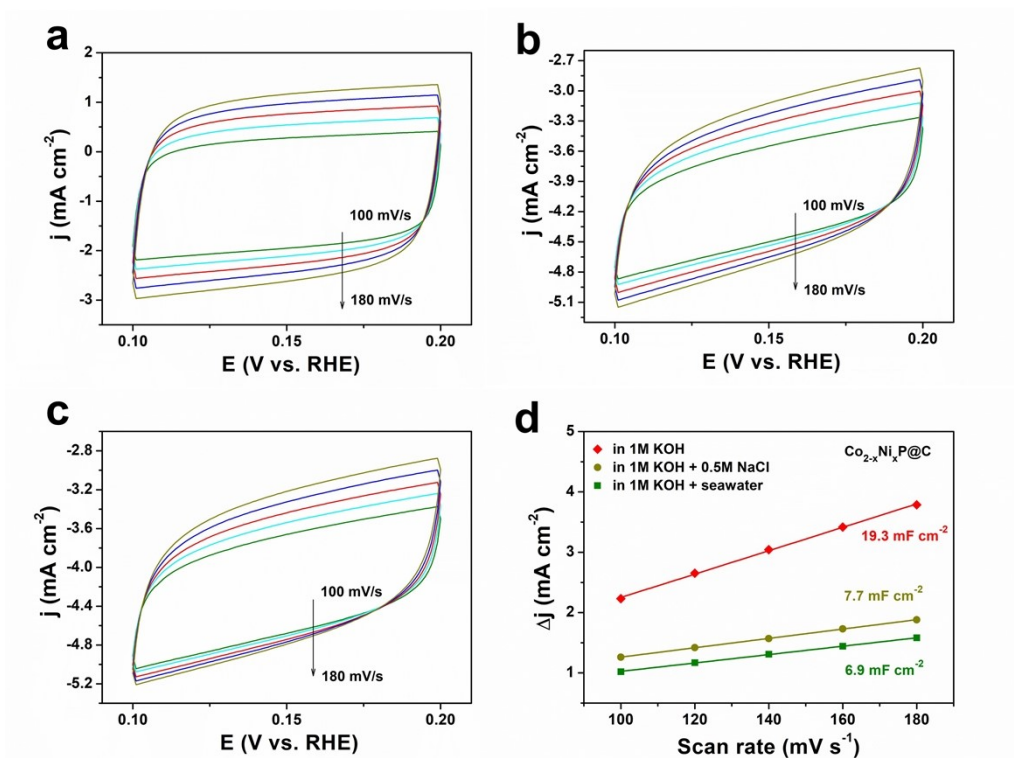 a
2
1
0
-1
-2
-3
j (mA cm-2)
100 mV/s
180 mV/s
0.10 0.15 0.20
E (V vs. RHE)
b
-2.7
-3.0
-3.3
-3.6
-3.9
-4.2
-4.5
-4.8
-5.1
j (mA cm-2)
100 mV/s
180 mV/s
0.10 0.15 0.20
E (V vs. RHE)
c
-2.8
-3.2
-3.6
-4.0
-4.4
-4.8
-5.2
j (mA cm-2)
100 mV/s
180 mV/s
0.10 0.15 0.20
E (V vs. RHE)
d
5
4
3
2
1
Δj (mA cm-2)
in 1M KOH
in 1M KOH + 0.5M NaCl
in 1M KOH + seawater
Co2-xNixP@C
19.3 mF cm-2
7.7 mF cm-2
6.9 mF cm-2
100 120 140 160 180
Scan rate (mV s-1)